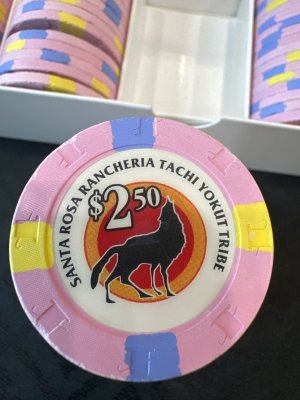 SANTA ROSA RANCHERIA TACHI YOKUT TRIBE
$2.50